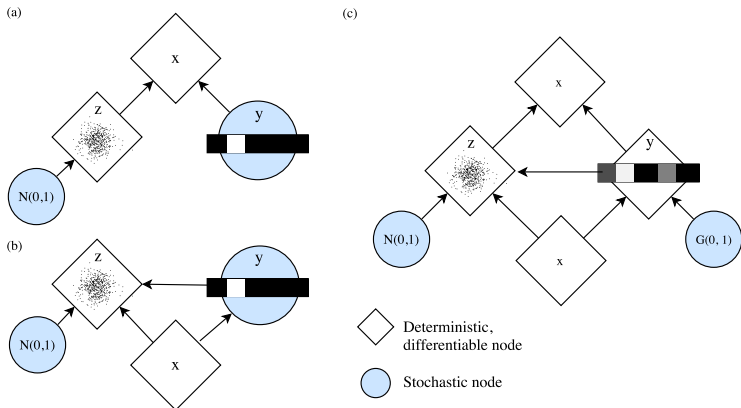 (a)
x
z
y
N(0,1)
(b)
z
y
N(0,1)
x
(c)
x
z
y
N(0,1)
G(0, 1)
x
Deterministic,
differentiable node
Stochastic node